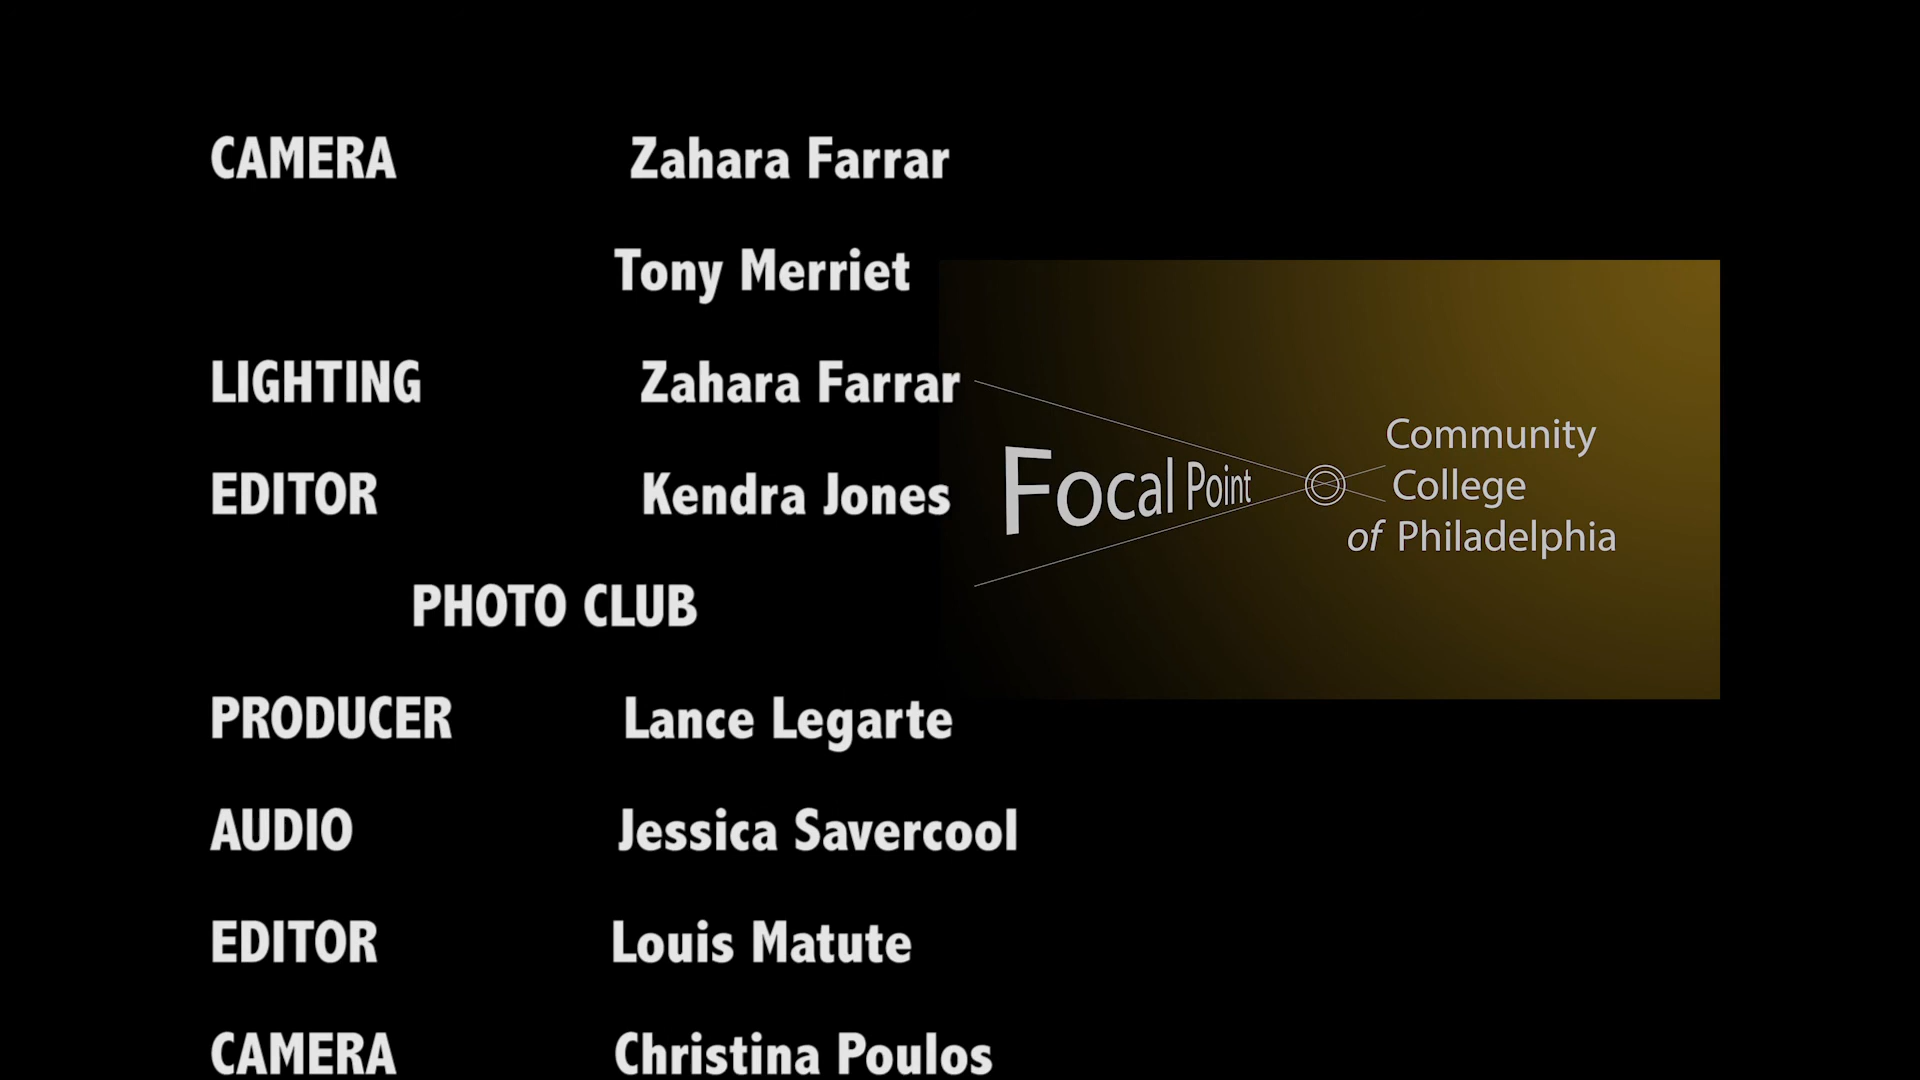 CAMERA Zahara Farrar
Tony Merriet
LIGHTING Zahara Farrar
EDITOR Kendra Jones
PHOTO CLUB
PRODUCER Lance Legarte
AUDIO Jessica Savercool
EDITOR Louis Matute
CAMERA Christina Poulos
Focal Point
Community
College
of Philadelphia